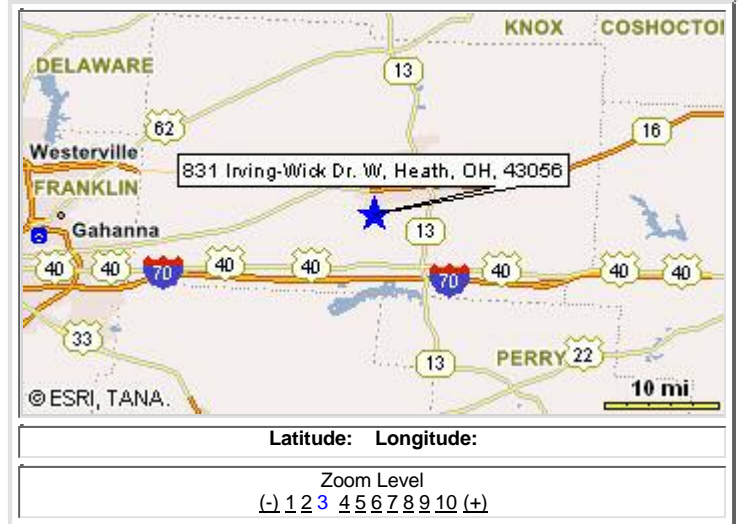 KNOX COSHOCTO
DELAWARE
13
62
16
Westerville
831 Irving-Wick Dr. W, Heath, OH, 43056
FRANKLIN
Gahanna
13
40 40 70 40 40 70 40 40 40
33
13
PERRY 22
© ESRI, TANA.
10 mi
Latitude: Longitude:
Zoom Level
(-) 1 2 3 4 5 6 7 8 9 10 (+)